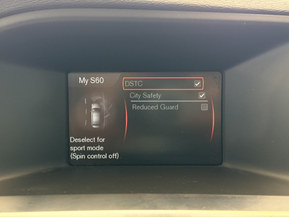 My S60
DSTC
City Safety
Reduced Guard
Deselect for
sport mode
(Spin control off)